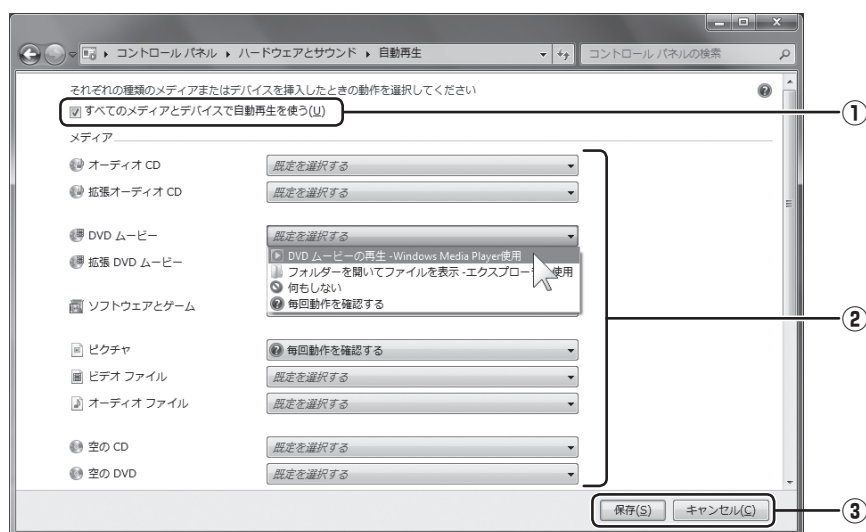 コントロール パネル ▸ ハードウェアとサウンド ▸ 自動再生
コントロール パネルの検索
それぞれの種類のメディアまたはデバイスを挿入したときの動作を選択してください
すべてのメディアとデバイスで自動再生を使う(U)
①
メディア
オーディオ CD 既定を選択する
拡張オーディオ CD 既定を選択する
DVD ムービー 既定を選択する
DVD ムービーの再生 -Windows Media Player使用
拡張 DVD ムービー
フォルダーを開いてファイルを表示 -エクスプロー 使用
何もしない
ソフトウェアとゲーム
毎回動作を確認する
②
ピクチャ 毎回動作を確認する
ビデオ ファイル 既定を選択する
オーディオ ファイル 既定を選択する
空の CD 既定を選択する
空の DVD 既定を選択する
保存(S) キャンセル(C)
③